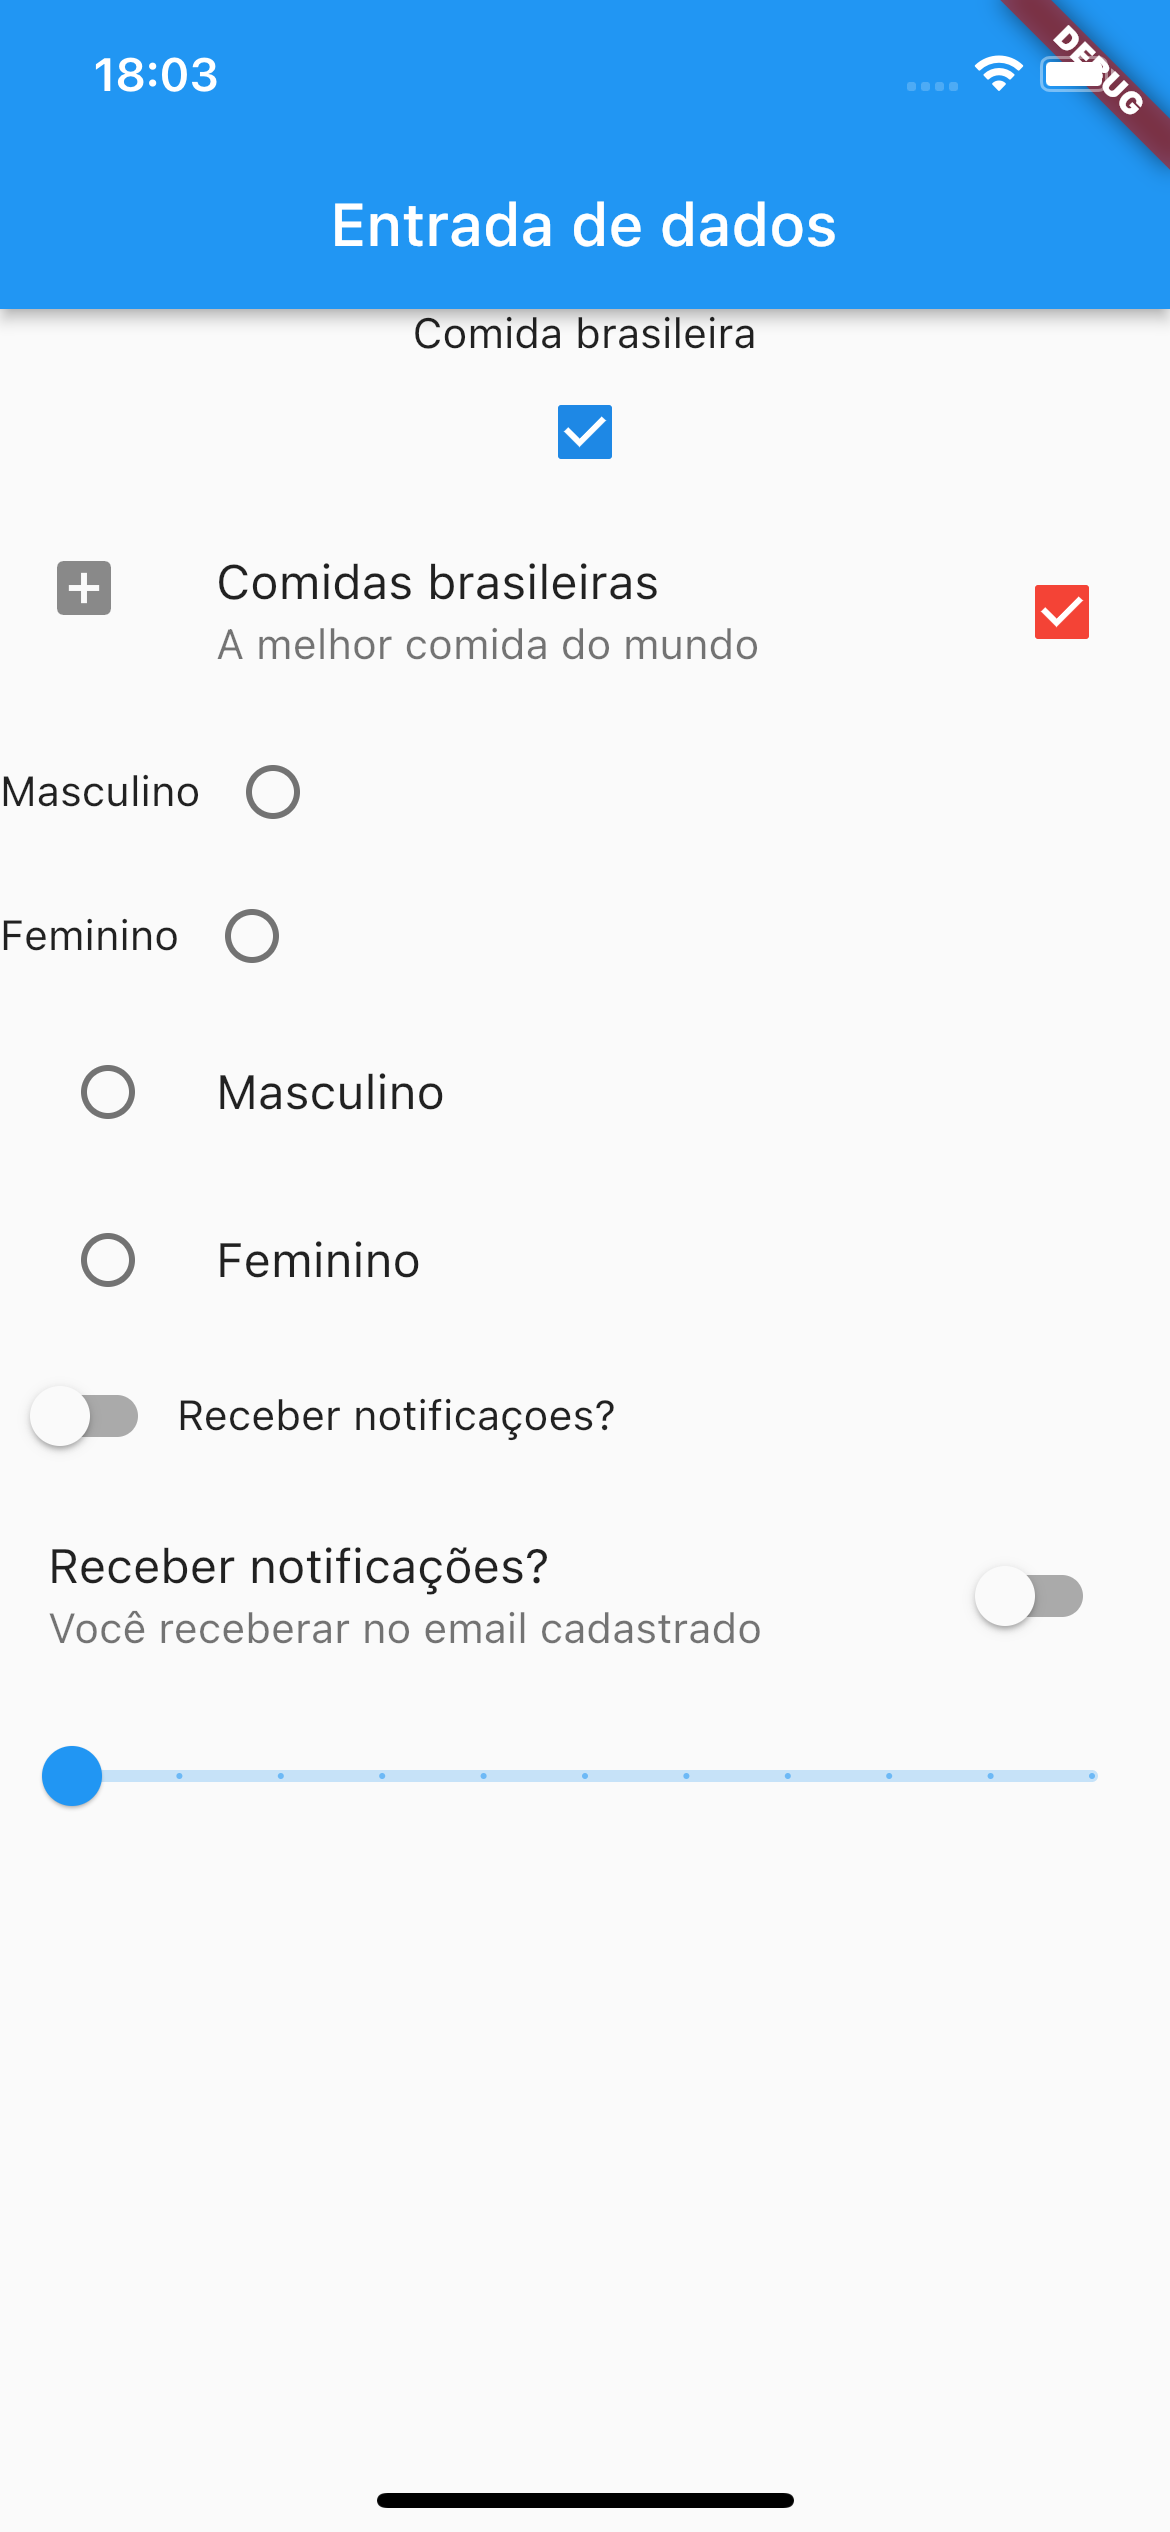 18:03
DEBUG
Entrada de dados
Comida brasileira
Comidas brasileiras
A melhor comida do mundo
Masculino
Feminino
Masculino
Feminino
Receber notificaçoes?
Receber notificações?
Você receberar no email cadastrado